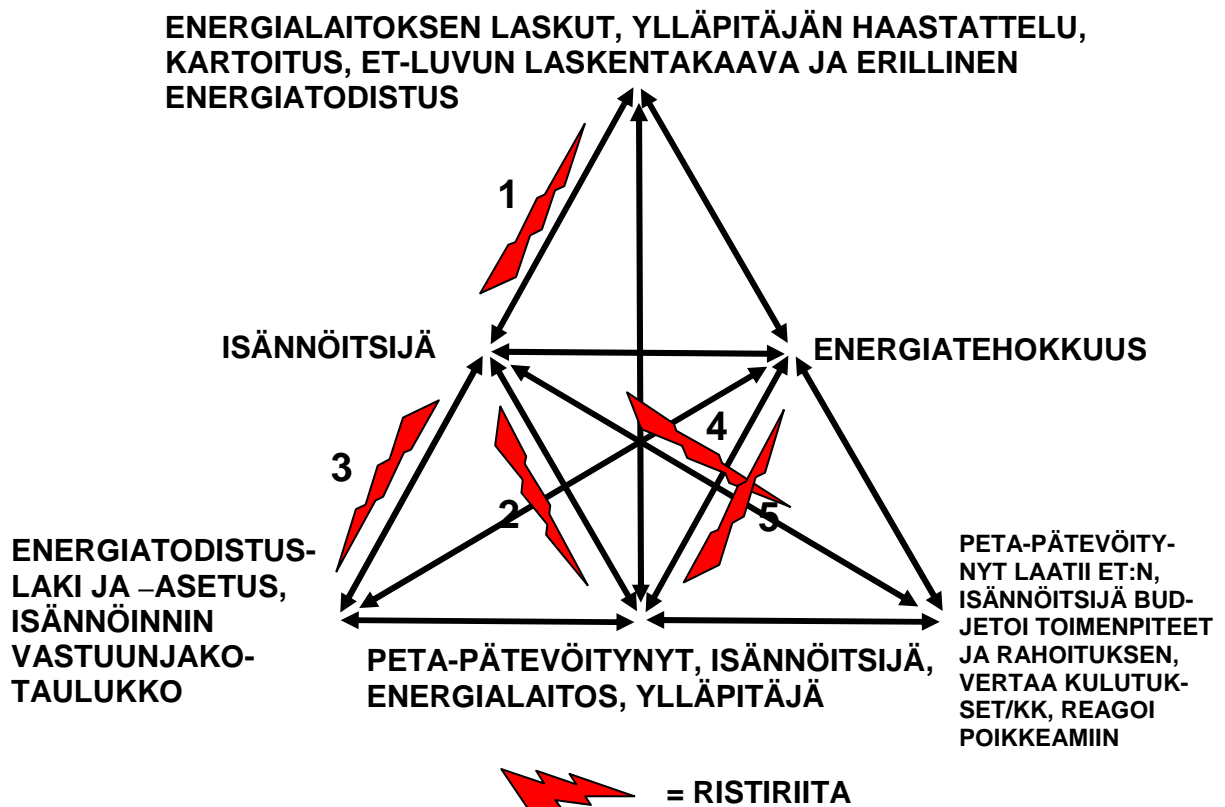 ENERGIALAITOKSEN LASKUT, YLLÄPITÄJÄN HAASTATTELU,
KARTOITUS, ET-LUVUN LASKENTAKAAVA JA ERILLINEN
ENERGIATODISTUS
1
ISÄNNÖITSIJÄ
ENERGIATEHOKKUUS
3
2
4
5
ENERGIATODISTUS-
LAKI JA –ASETUS,
ISÄNNÖINNIN
VASTUUNJAKO-
TAULUKKO
PETA-PÄTEVÖITYNYT, ISÄNNÖITSIJÄ,
ENERGIALAITOS, YLLÄPITÄJÄ
PETA-PÄTEVÖITY-
NYT LAATII ET:N,
ISÄNNÖITSIJÄ BUD-
JETOI TOIMENPITEET
JA RAHOITUKSEN,
VERTAA KULUTUK-
SET/KK, REAGOI
POIKKEAMIIN
= RISTIRIITA